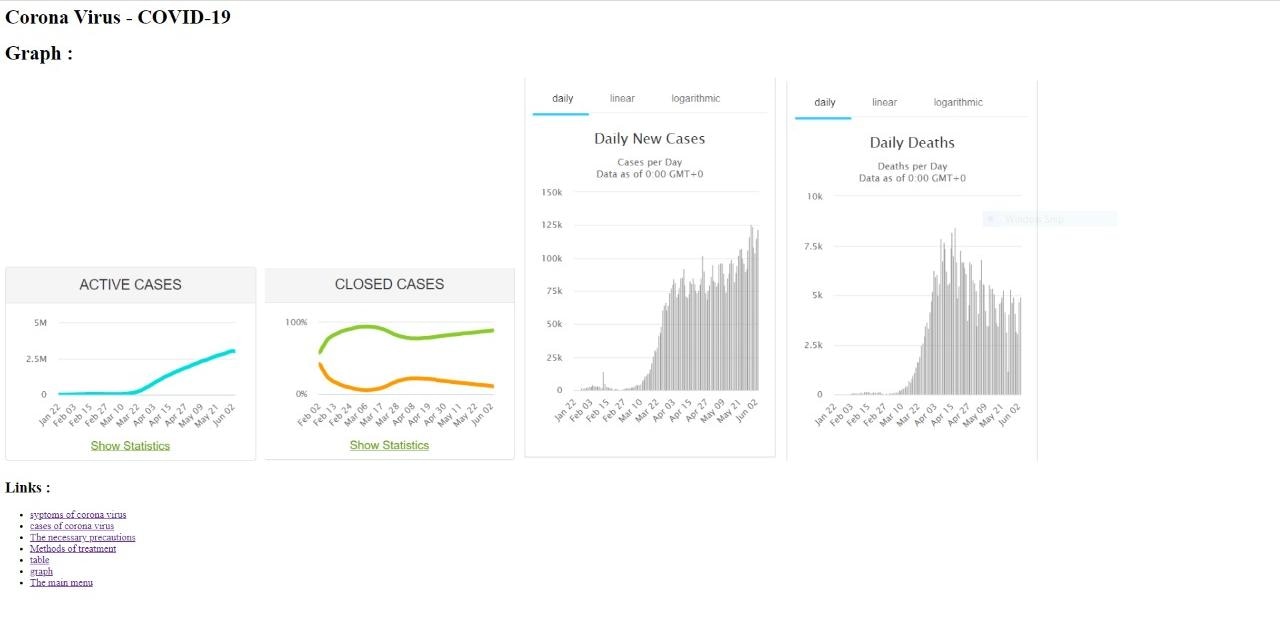 Corona Virus - COVID-19
Graph :
ACTIVE CASES
5M
2.5M
0
Jan 22 Feb 03 Feb 15 Feb 27 Mar 10 Mar 22 Apr 03 Apr 15 Apr 27 May 09 May 21 Jun 02
Show Statistics
CLOSED CASES
100%
0%
Feb 02 Feb 13 Feb 24 Mar 06 Mar 17 Mar 28 Apr 08 Apr 19 Apr 30 May 11 May 22 Jun 02
Show Statistics
daily linear logarithmic
Daily New Cases
Cases per Day
Data as of 0:00 GMT+0
150k
125k
100k
75k
50k
25k
0
Jan 22 Feb 03 Feb 15 Feb 27 Mar 10 Mar 22 Apr 03 Apr 15 Apr 27 May 09 May 21 Jun 02
daily linear logarithmic
Daily Deaths
Deaths per Day
Data as of 0:00 GMT+0
10k
7.5k
5k
2.5k
0
Jan 22 Feb 03 Feb 15 Feb 27 Mar 10 Mar 22 Apr 03 Apr 15 Apr 27 May 09 May 21 Jun 02
Window Snip
Links :
syptoms of corona virus
cases of corona virus
The necessary precautions
Methods of treatment
table
graph
The main menu